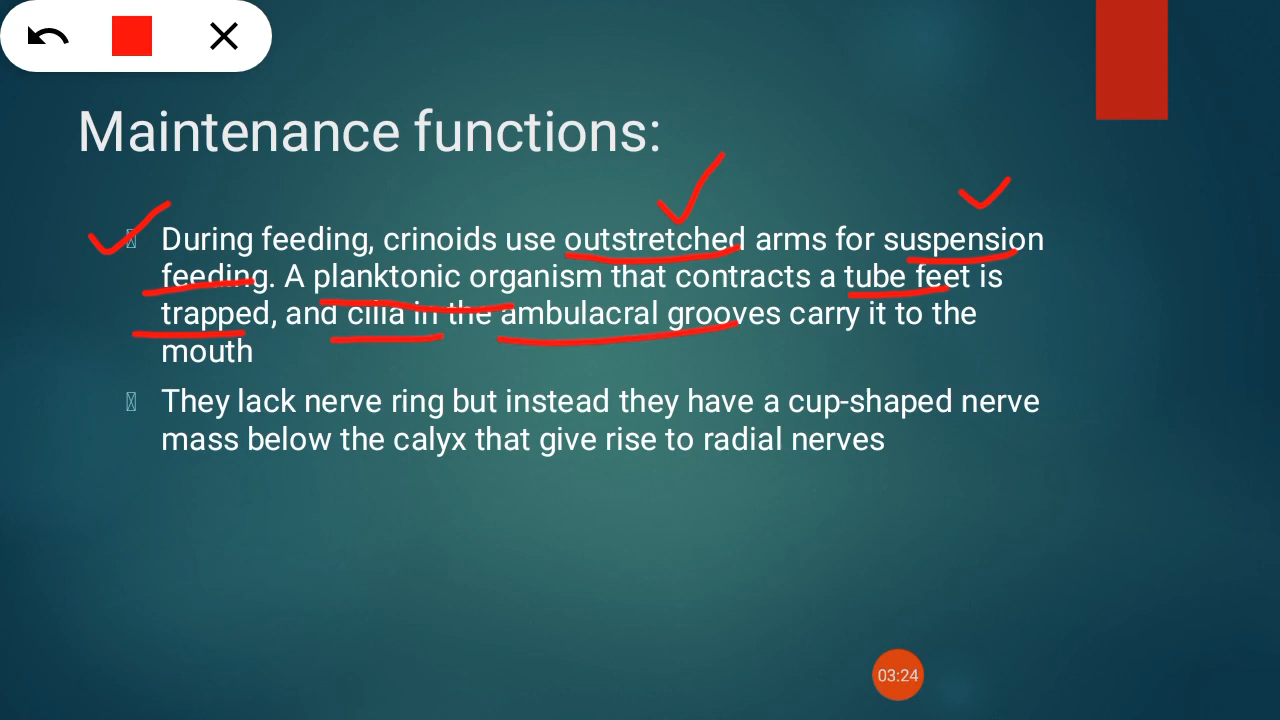 Maintenance functions:
During feeding, crinoids use outstretched arms for suspension
feeding. A planktonic organism that contracts a tube feet is
trapped, and cilia in the ambulacral grooves carry it to the
mouth
They lack nerve ring but instead they have a cup-shaped nerve
mass below the calyx that give rise to radial nerves
03:24